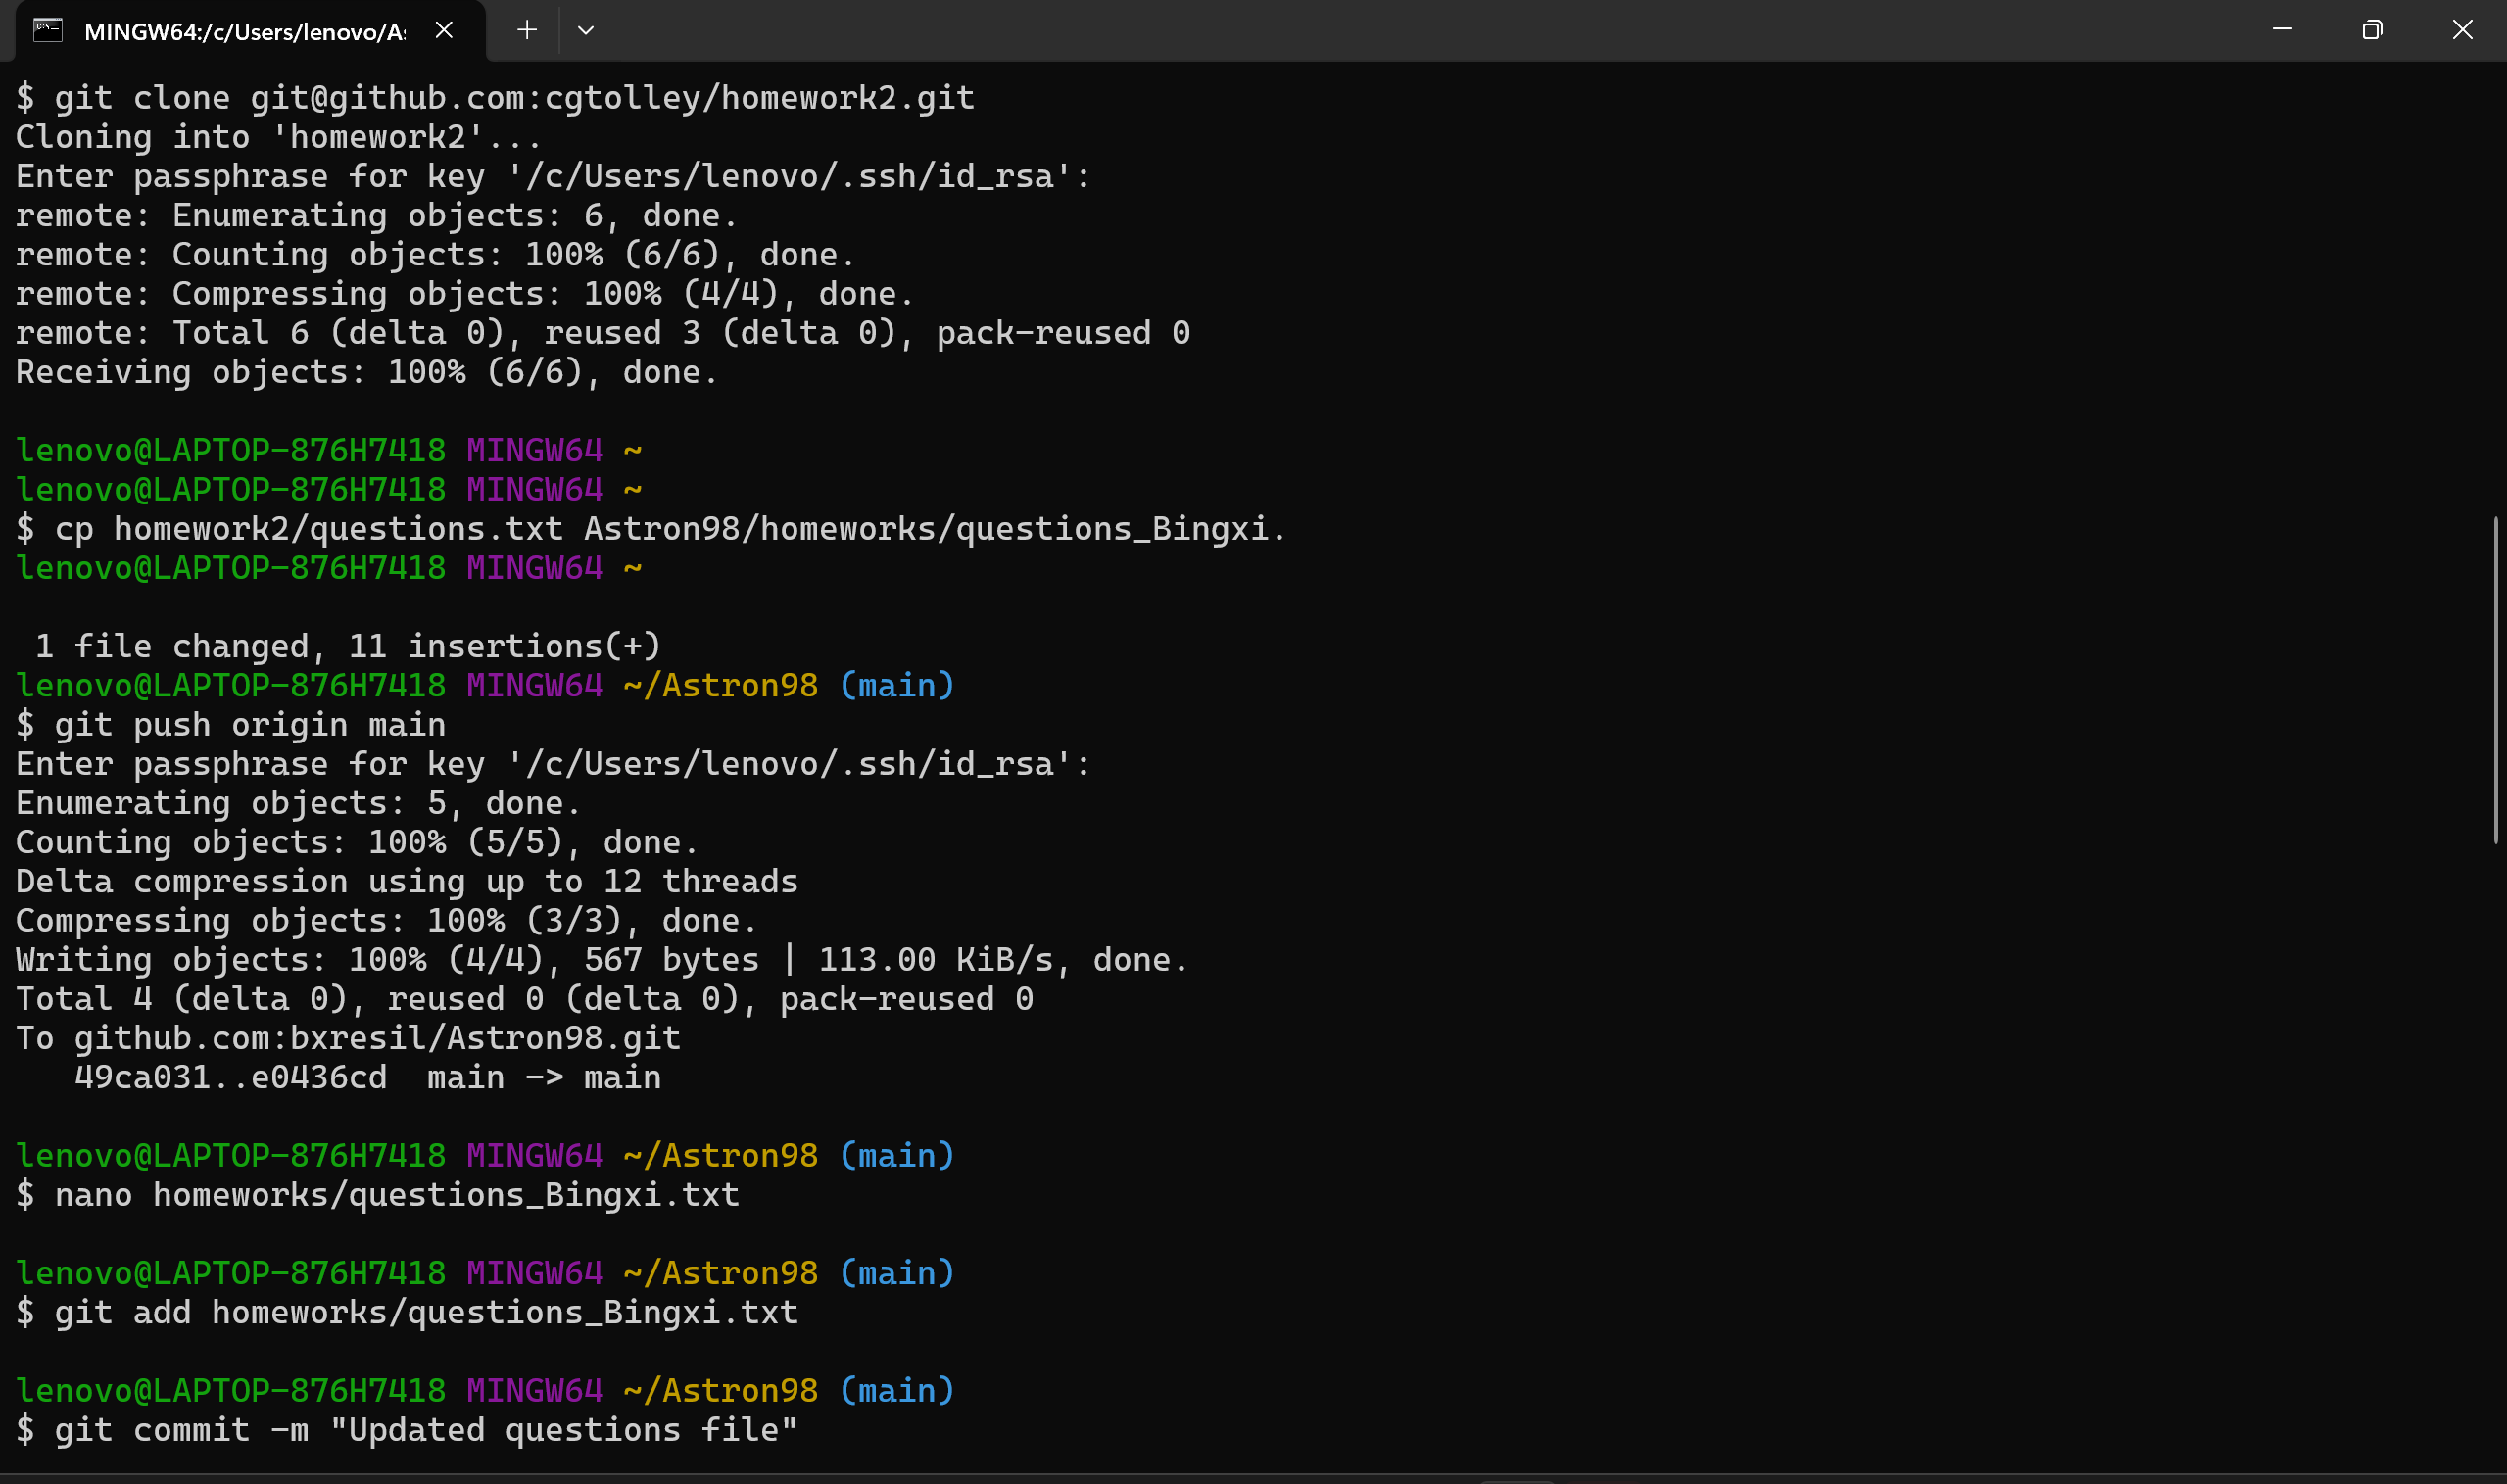 MINGW64:/c/Users/lenovo/A
$ git clone git@github.com:cgtolley/homework2.git
Cloning into 'homework2'...
Enter passphrase for key '/c/Users/lenovo/.ssh/id_rsa':
remote: Enumerating objects: 6, done.
remote: Counting objects: 100% (6/6), done.
remote: Compressing objects: 100% (4/4), done.
remote: Total 6 (delta 0), reused 3 (delta 0), pack-reused 0
Receiving objects: 100% (6/6), done.
lenovo@LAPTOP-876H7418 MINGW64 ~
lenovo@LAPTOP-876H7418 MINGW64 ~
$ cp homework2/questions.txt Astron98/homeworks/questions_Bingxi.
lenovo@LAPTOP-876H7418 MINGW64 ~
1 file changed, 11 insertions(+)
lenovo@LAPTOP-876H7418 MINGW64 ~/Astron98 (main)
$ git push origin main
Enter passphrase for key '/c/Users/lenovo/.ssh/id_rsa':
Enumerating objects: 5, done.
Counting objects: 100% (5/5), done.
Delta compression using up to 12 threads
Compressing objects: 100% (3/3), done.
Writing objects: 100% (4/4), 567 bytes | 113.00 KiB/s, done.
Total 4 (delta 0), reused 0 (delta 0), pack-reused 0
To github.com:bxresil/Astron98.git
49ca031..e0436cd  main -> main
lenovo@LAPTOP-876H7418 MINGW64 ~/Astron98 (main)
$ nano homeworks/questions_Bingxi.txt
lenovo@LAPTOP-876H7418 MINGW64 ~/Astron98 (main)
$ git add homeworks/questions_Bingxi.txt
lenovo@LAPTOP-876H7418 MINGW64 ~/Astron98 (main)
$ git commit -m "Updated questions file"